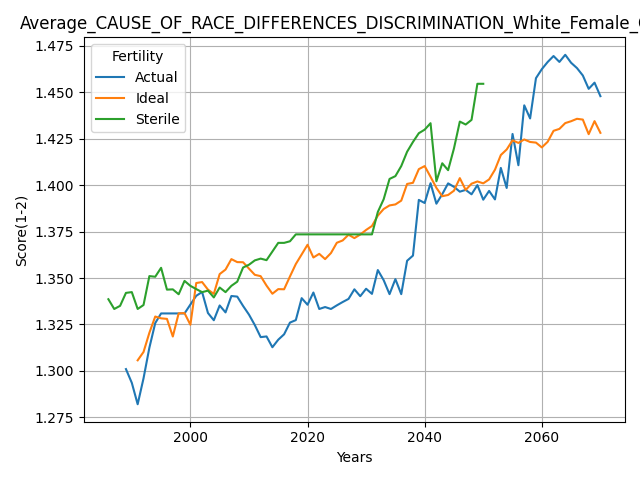 Average_CAUSE_OF_RACE_DIFFERENCES_DISCRIMINATION_White_Female_
Fertility
Actual
Ideal
Sterile
1.475
1.450
1.425
1.400
1.375
1.350
1.325
1.300
1.275
Score(1-2)
2000
2020
2040
2060
Years